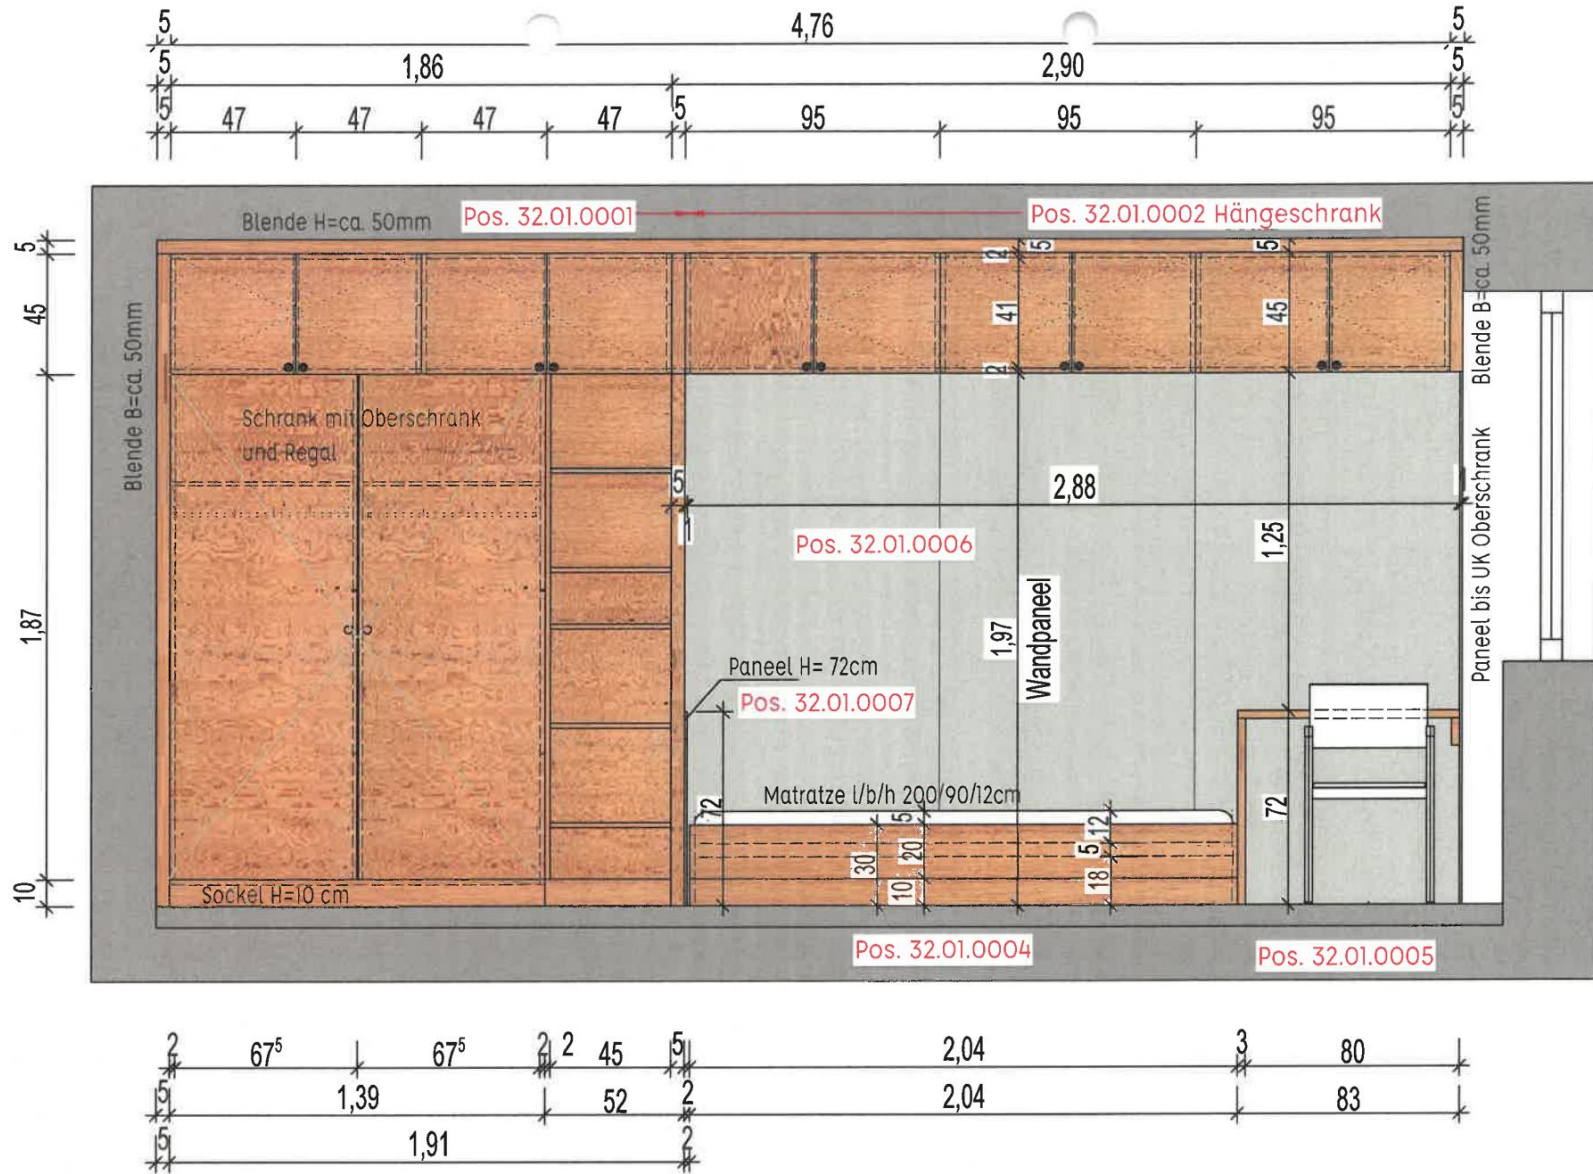 5 4,76 5
5 1,86 2,90 5
5 47 47 47 47 5 95 95 95 5
Blende H=ca. 50mm
Pos. 32.01.0001
Pos. 32.01.0002 Hängeschrank
5
45
1,87
10
Blende B=ca. 50mm
5
2
41
2
5
45
Blende B=ca. 50mm
Schrank mit Oberschrank
und Regal
5
1
2,88
1
Pos. 32.01.0006
1,25
1,97
Wandpaneel
Paneel bis UK Oberschrank
Paneel H= 72cm
Pos. 32.01.0007
72
Matratze l/b/h 200/90/12cm
30
5
20
10
12
5
18
72
Sockel H=10 cm
Pos. 32.01.0004
Pos. 32.01.0005
2 67⁵ 67⁵ 2 2 45 5 2,04 3 80
5 1,39 52 2 2,04 83
5 1,91 2